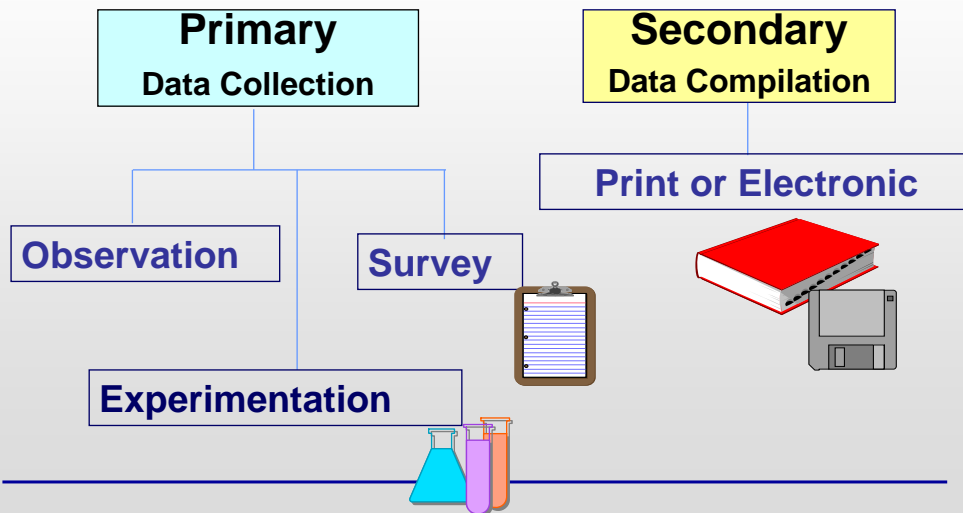 Primary
Data Collection
Secondary
Data Compilation
Print or Electronic
Observation
Survey
Experimentation